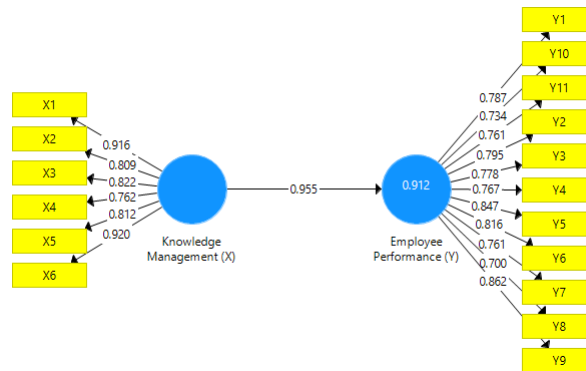 Y1
Y10
Y11
Y2
Y3
Y4
Y5
Y6
Y7
Y8
Y9
0.787
0.734
0.761
0.795
0.778
0.767
0.847
0.816
0.761
0.700
0.862
X1
X2
X3
X4
X5
X6
0.916
0.809
0.822
0.762
0.812
0.920
0.955
0.912
Knowledge
Management (X)
Employee
Performance (Y)